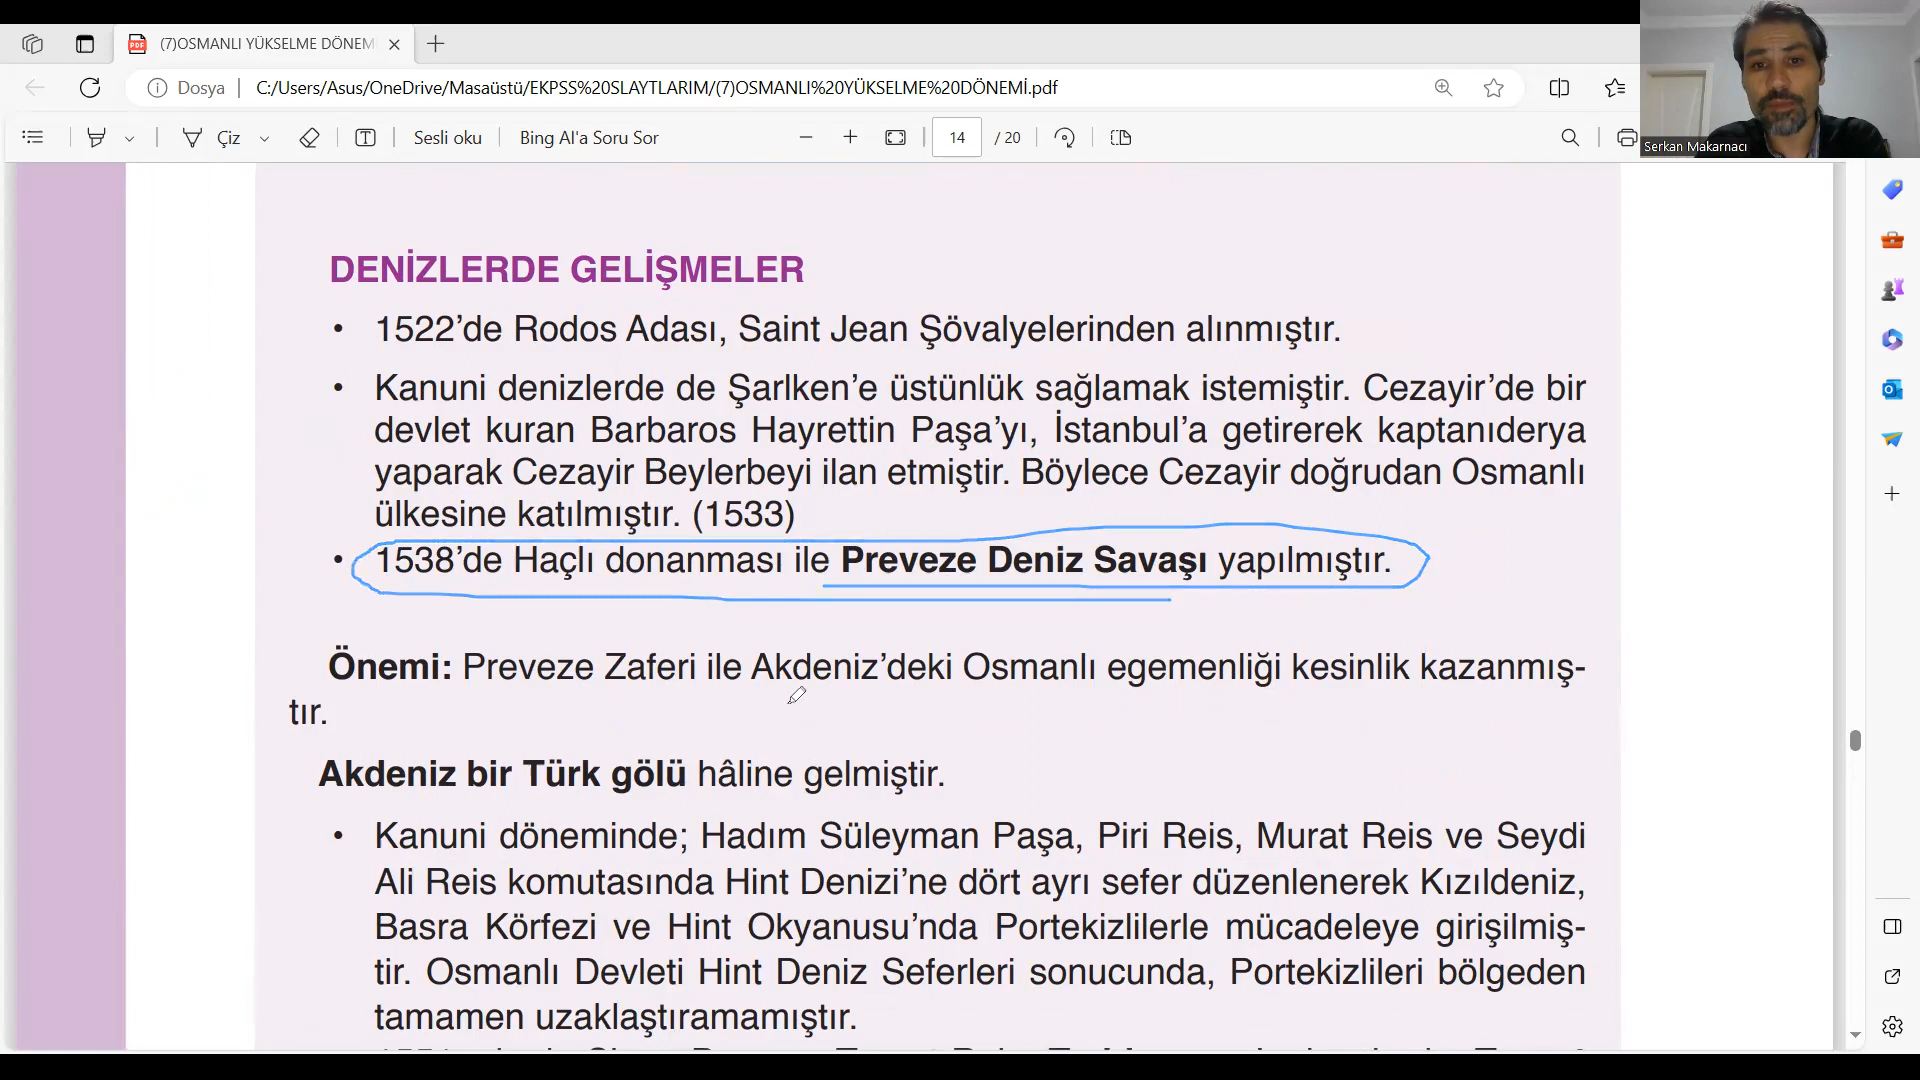 (7)OSMANLI YÜKSELME DÖNEM
Serkan Makarnacı
Dosya
C:/Users/Asus/OneDrive/Masaüstü/EKPSS%20SLAYTLARIM/(7)OSMANLI%20YÜKSELME%20DÖNEMİ.pdf
Çiz
Sesli oku
Bing AI'a Soru Sor
14 / 20
DENİZLERDE GELİŞMELER
• 1522’de Rodos Adası, Saint Jean Şövalyelerinden alınmıştır.
• Kanuni denizlerde de Şarlken’e üstünlük sağlamak istemiştir. Cezayir’de bir
devlet kuran Barbaros Hayrettin Paşa’yı, İstanbul’a getirerek kaptanıderya
yaparak Cezayir Beylerbeyi ilan etmiştir. Böylece Cezayir doğrudan Osmanlı
ülkesine katılmıştır. (1533)
• 1538’de Haçlı donanması ile Preveze Deniz Savaşı yapılmıştır.
Önemi: Preveze Zaferi ile Akdeniz’deki Osmanlı egemenliği kesinlik kazanmış-
tır.
Akdeniz bir Türk gölü hâline gelmiştir.
• Kanuni döneminde; Hadım Süleyman Paşa, Piri Reis, Murat Reis ve Seydi
Ali Reis komutasında Hint Denizi’ne dört ayrı sefer düzenlenerek Kızıldeniz,
Basra Körfezi ve Hint Okyanusu’nda Portekizlilerle mücadeleye girişilmiş-
tir. Osmanlı Devleti Hint Deniz Seferleri sonucunda, Portekizlileri bölgeden
tamamen uzaklaştıramamıştır.